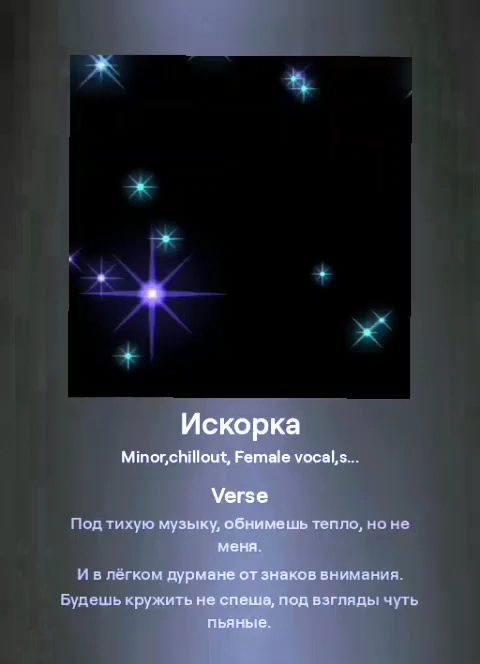 Искорка
Minor,chillout, Female vocal,s...
Verse
Под тихую музыку, обнимешь тепло, но не
меня.
И в лёгком дурмане от знаков внимания.
Будешь кружить не спеша, под взгляды чуть
пьяные.